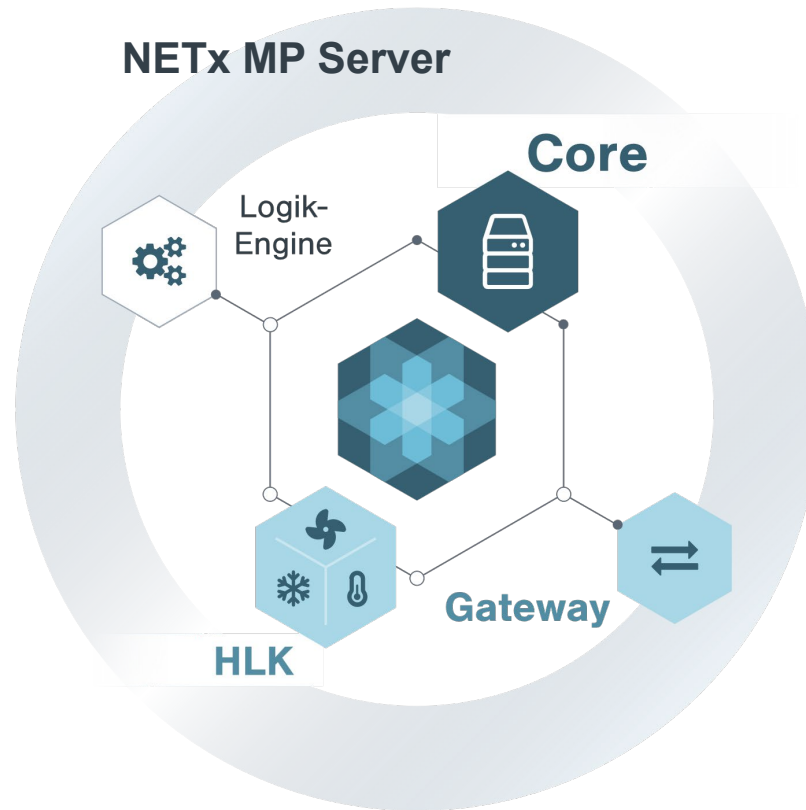 NETx MP Server
Core
Logik-
Engine
Gateway
HLK